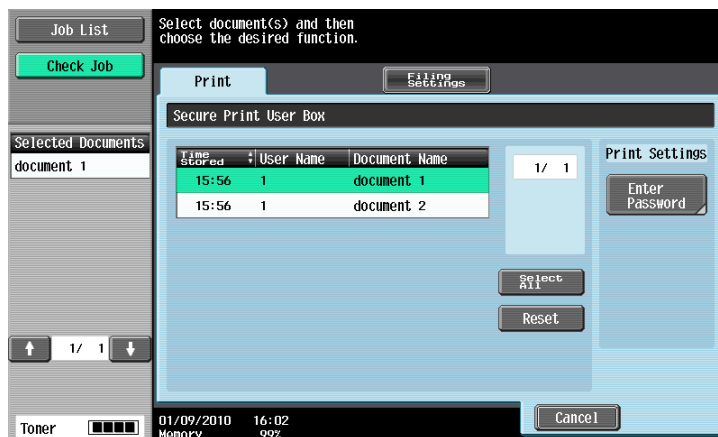 Job List
Select document(s) and then
choose the desired function.
Check Job
Print
Filing
Settings
Secure Print User Box
Selected Documents
document 1
Time
Stored
User Name
Document Name
15:56
1
document 1
15:56
1
document 2
1/ 1
Print Settings
Enter
Password
Select
All
Reset
1/ 1
Cancel
Toner
01/09/2010 16:02
Memory 99%